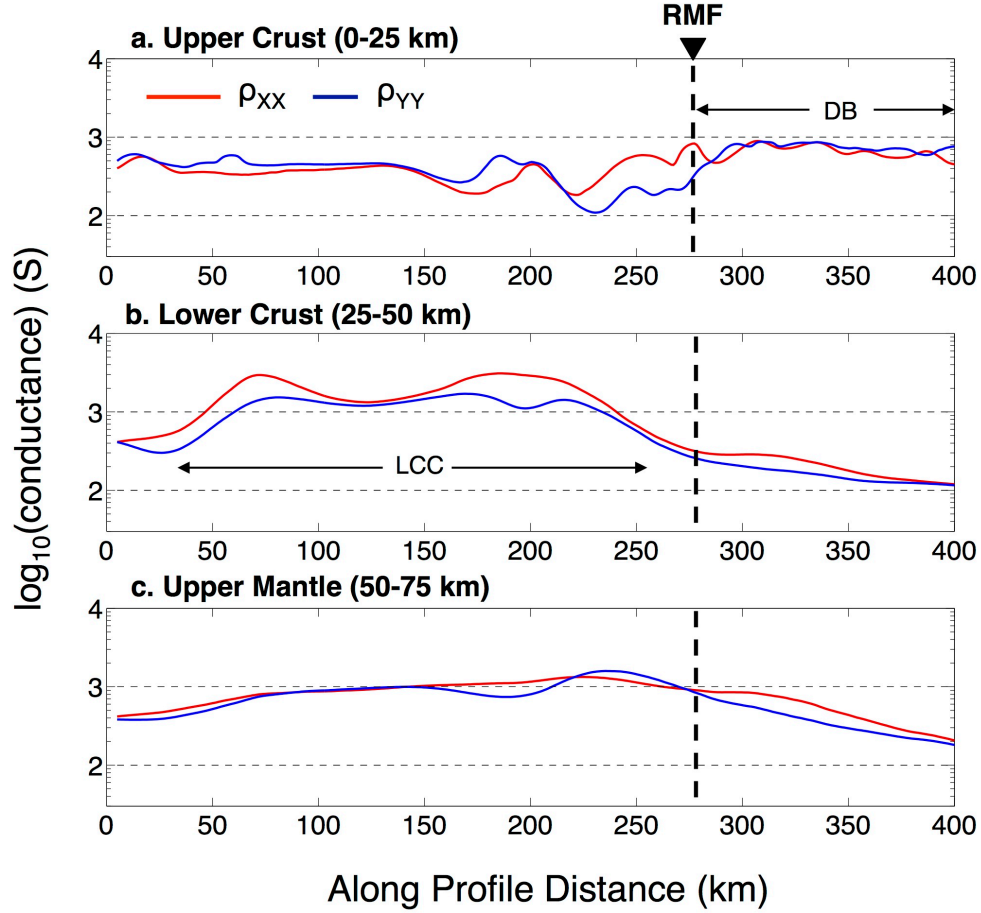 RMF
a. Upper Crust (0-25 km)
4
ρXX ρYY
DB
3
2
0 50 100 150 200 250 300 350 400
b. Lower Crust (25-50 km)
4
3
LCC
2
0 50 100 150 200 250 300 350 400
c. Upper Mantle (50-75 km)
4
3
2
0 50 100 150 200 250 300 350 400
log10(conductance) (S)
Along Profile Distance (km)